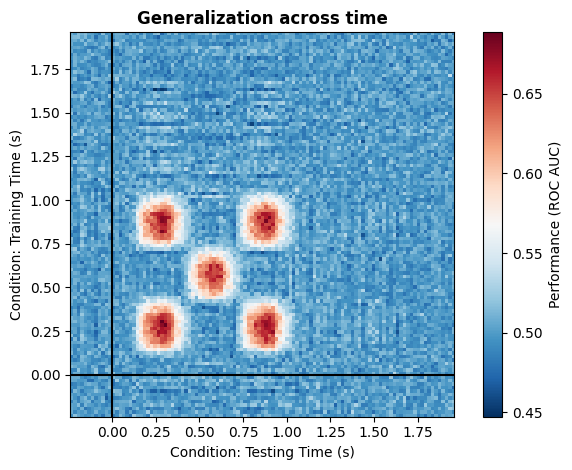 Generalization across time
1.75
1.50
1.25
1.00
0.75
0.50
0.25
0.00
Condition: Training Time (s)
0.00 0.25 0.50 0.75 1.00 1.25 1.50 1.75
Condition: Testing Time (s)
0.65
0.60
0.55
0.50
0.45
Performance (ROC AUC)